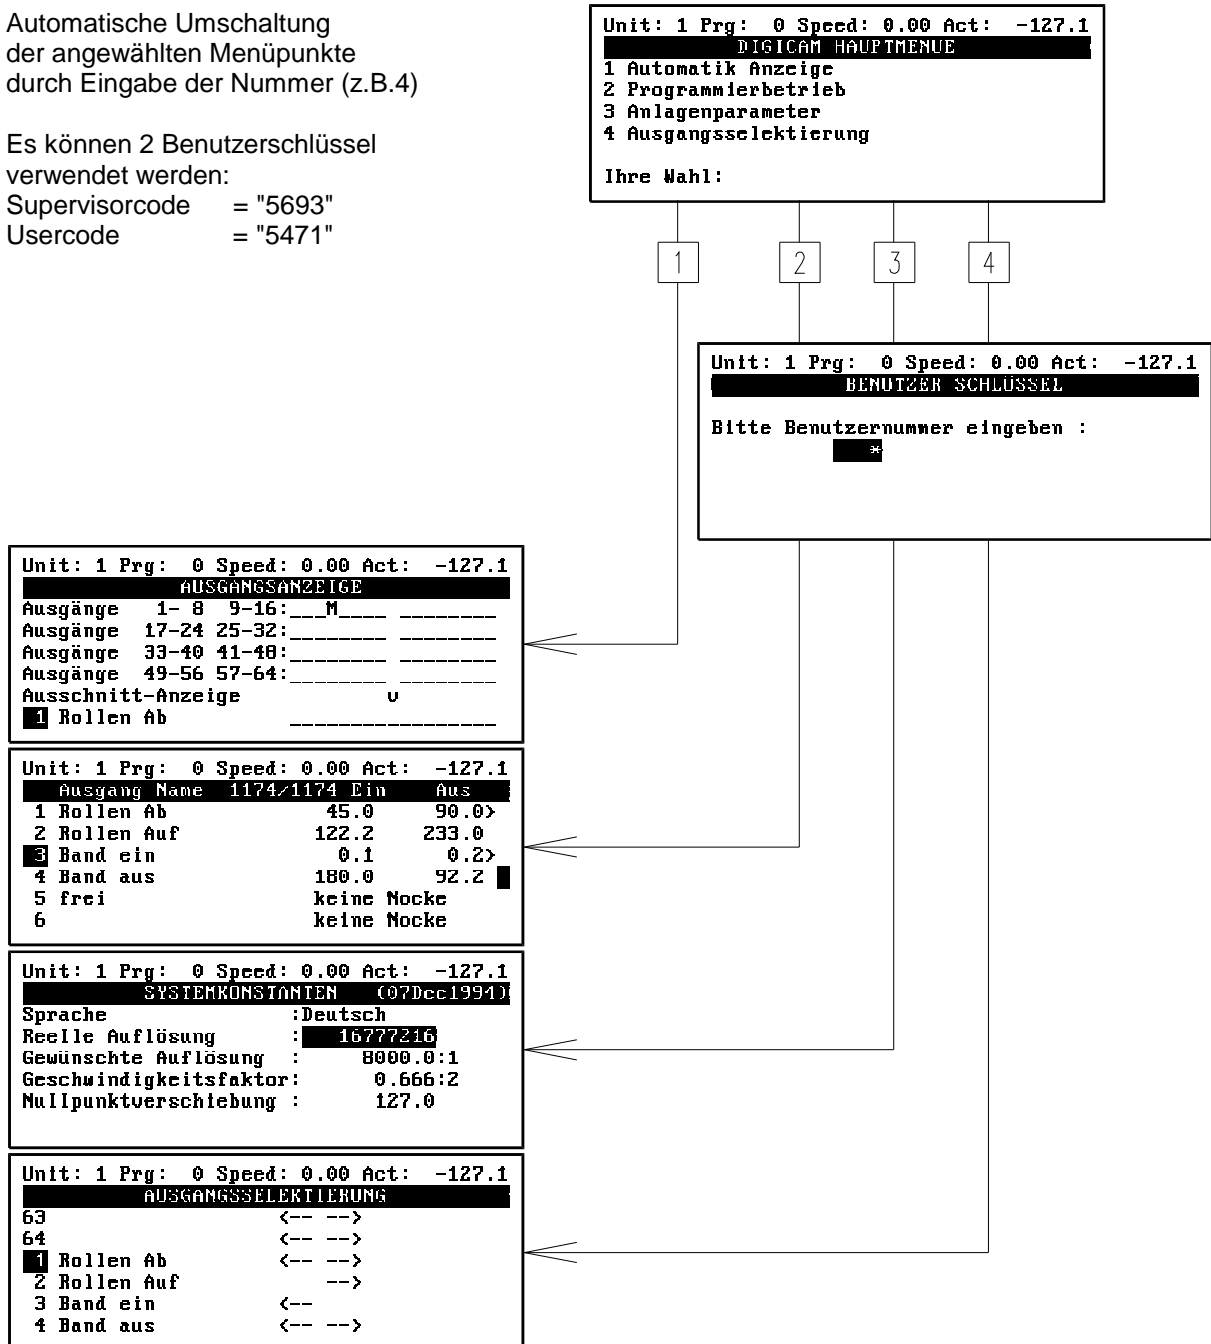 Automatische Umschaltung
der angewählten Menüpunkte
durch Eingabe der Nummer (z.B.4)
Es können 2 Benutzerschlüssel
verwendet werden:
Supervisorcode = "5693"
Usercode = "5471"
Unit: 1 Prg: 0 Speed: 0.00 Act: -127.1
DIGICAM HAUPTMENUE
1 Automatik Anzeige
2 Programmierbetrieb
3 Anlagenparameter
4 Ausgangsselektierung
Ihre Wahl:
1 2 3 4
Unit: 1 Prg: 0 Speed: 0.00 Act: -127.1
BENUTZER SCHLÜSSEL
Bitte Benutzernummer eingeben :
*
Unit: 1 Prg: 0 Speed: 0.00 Act: -127.1
AUSGANGSANZEIGE
Ausgänge 1- 8 9-16:___M____ ________
Ausgänge 17-24 25-32:________ ________
Ausgänge 33-40 41-48:________ ________
Ausgänge 49-56 57-64:________ ________
Ausschnitt-Anzeige v
1 Rollen Ab _________________
Unit: 1 Prg: 0 Speed: 0.00 Act: -127.1
Ausgang Name 1174/1174 Ein Aus
1 Rollen Ab 45.0 90.0>
2 Rollen Auf 122.2 233.0
3 Band ein 0.1 0.2>
4 Band aus 180.0 92.2
5 frei keine Nocke
6 keine Nocke
Unit: 1 Prg: 0 Speed: 0.00 Act: -127.1
SYSTEMKONSTANTEN (07Dec1994)
Sprache :Deutsch
Reelle Auflösung : 16777216
Gewünschte Auflösung : 8000.0:1
Geschwindigkeitsfaktor: 0.666:2
Nullpunktverschiebung : 127.0
Unit: 1 Prg: 0 Speed: 0.00 Act: -127.1
AUSGANGSSELEKTIERUNG
63 <-- -->
64 <-- -->
1 Rollen Ab <-- -->
2 Rollen Auf -->
3 Band ein <--
4 Band aus <-- -->